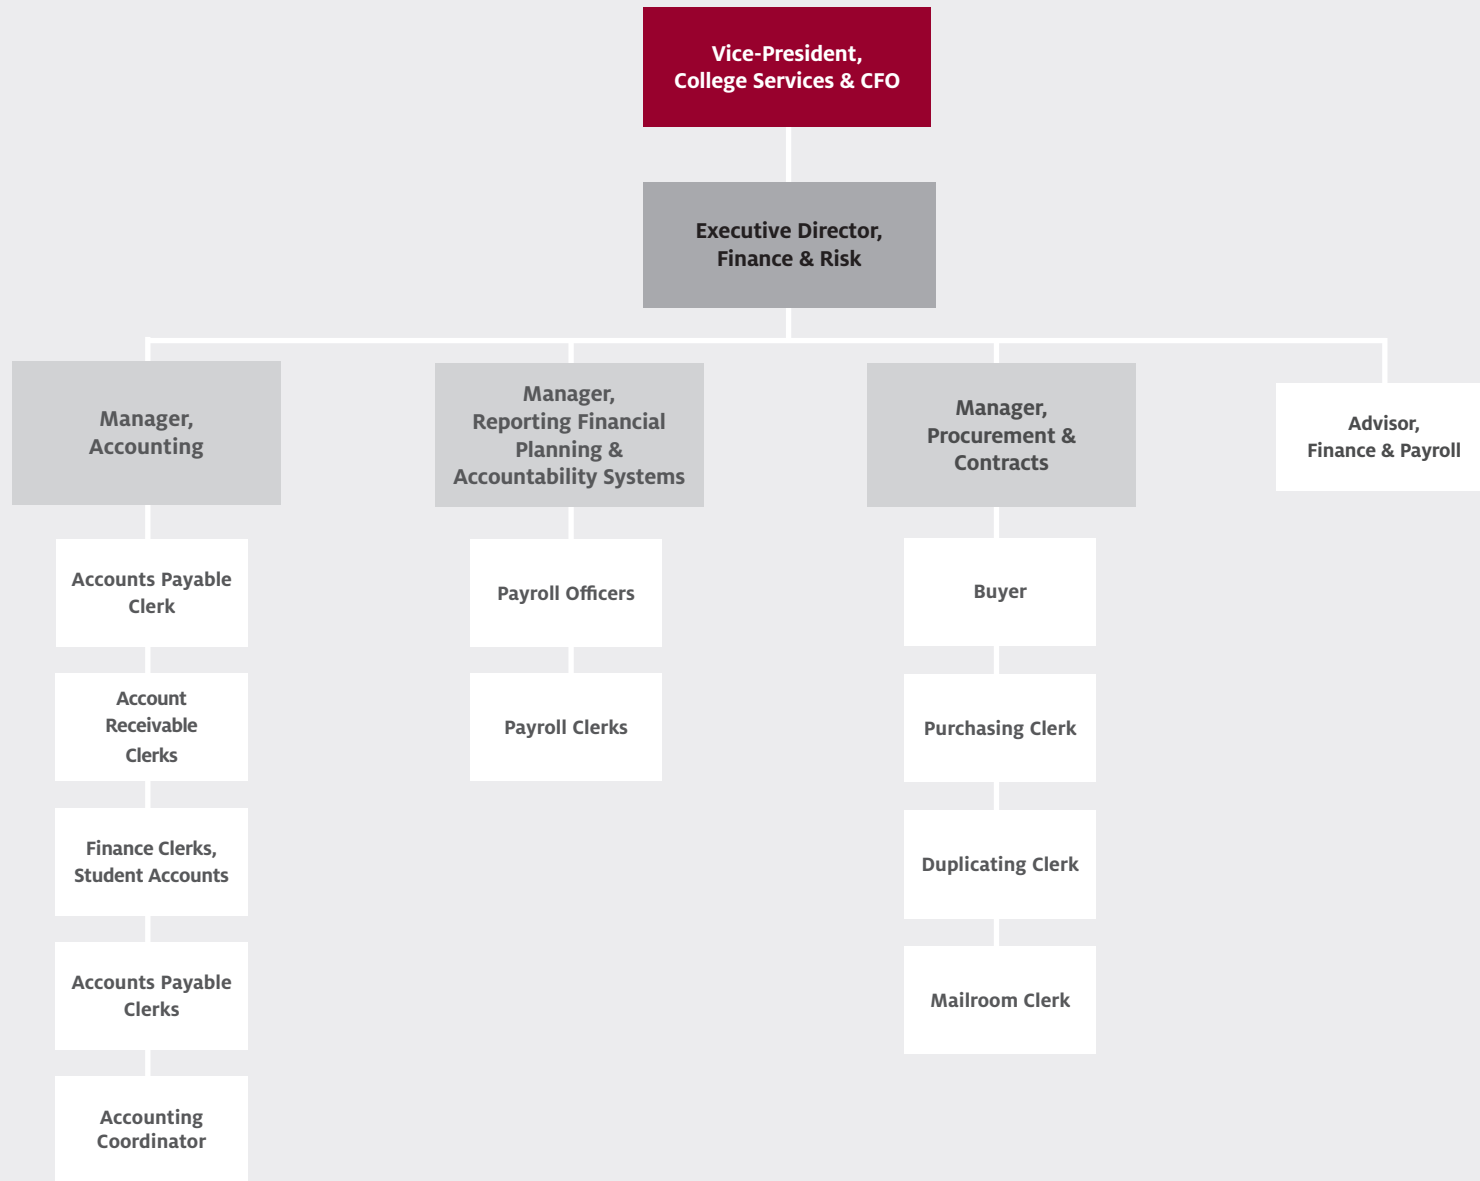 Vice-President,
College Services & CFO
Executive Director,
Finance & Risk
Manager,
Accounting
Manager,
Reporting Financial
Planning &
Accountability Systems
Manager,
Procurement &
Contracts
Advisor,
Finance & Payroll
Accounts Payable
Clerk
Account
Receivable
Clerks
Finance Clerks,
Student Accounts
Accounts Payable
Clerks
Accounting
Coordinator
Payroll Officers
Payroll Clerks
Buyer
Purchasing Clerk
Duplicating Clerk
Mailroom Clerk